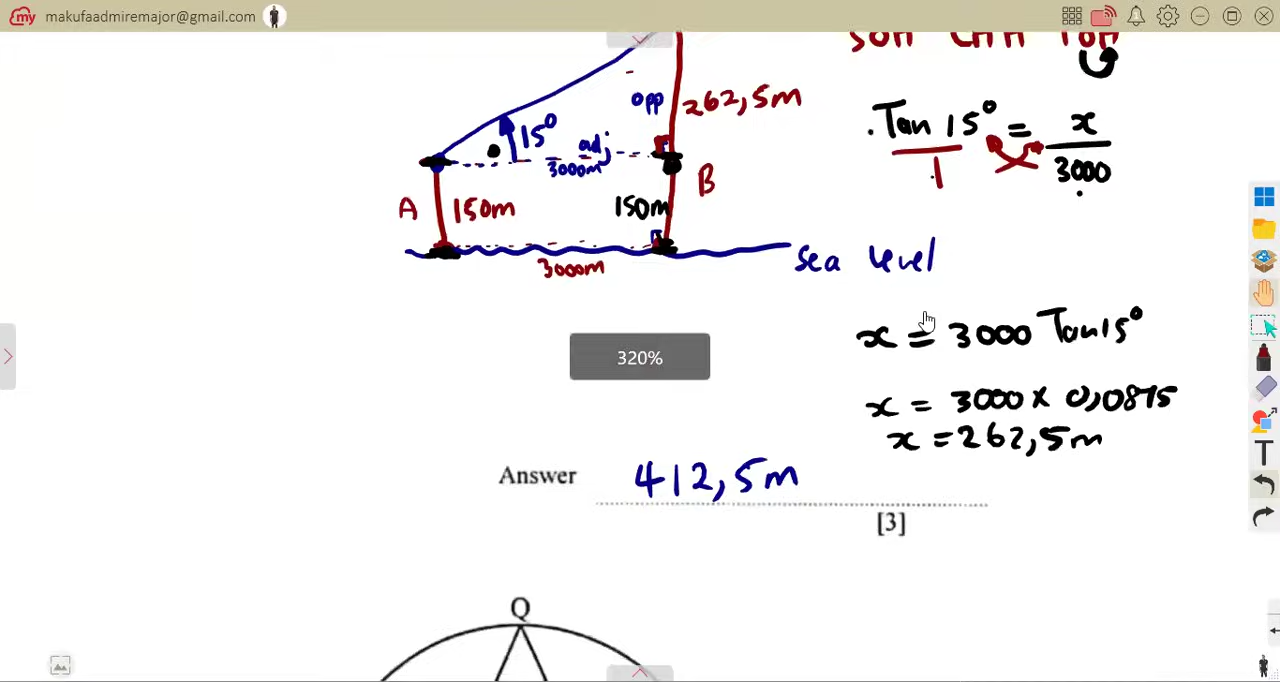 my makufaadmiremajor@gmail.com
SOH CAH TOA
opp 262,5m
Tan 15° = x
15° adj
1 3000
3000m
A 150m 150m B
3000m Sea level
x = 3000 Tan15°
320%
x = 3000 x 0,0875
x = 262,5m
Answer 412,5m
[3]
Q
T